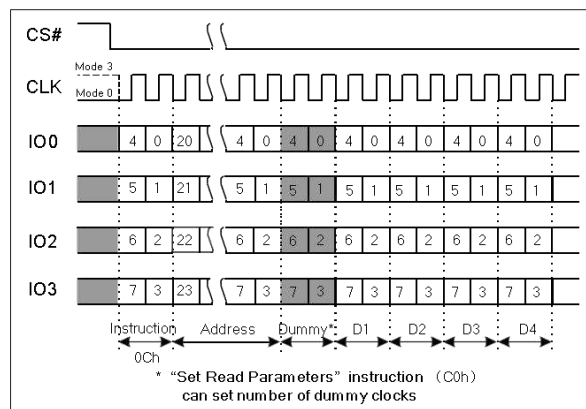 CS#
Mode 3
CLK
Mode 0
IO0 4 0 20 4 0 4 0 4 0 4 0 4 0 4 0
IO1 5 1 21 5 1 5 1 5 1 5 1 5 1 5 1
IO2 6 2 22 6 2 6 2 6 2 6 2 6 2 6 2
IO3 7 3 23 7 3 7 3 7 3 7 3 7 3 7 3
Instruction Address Dummy* D1 D2 D3 D4
0Ch
* “Set Read Parameters” instruction (C0h)
can set number of dummy clocks